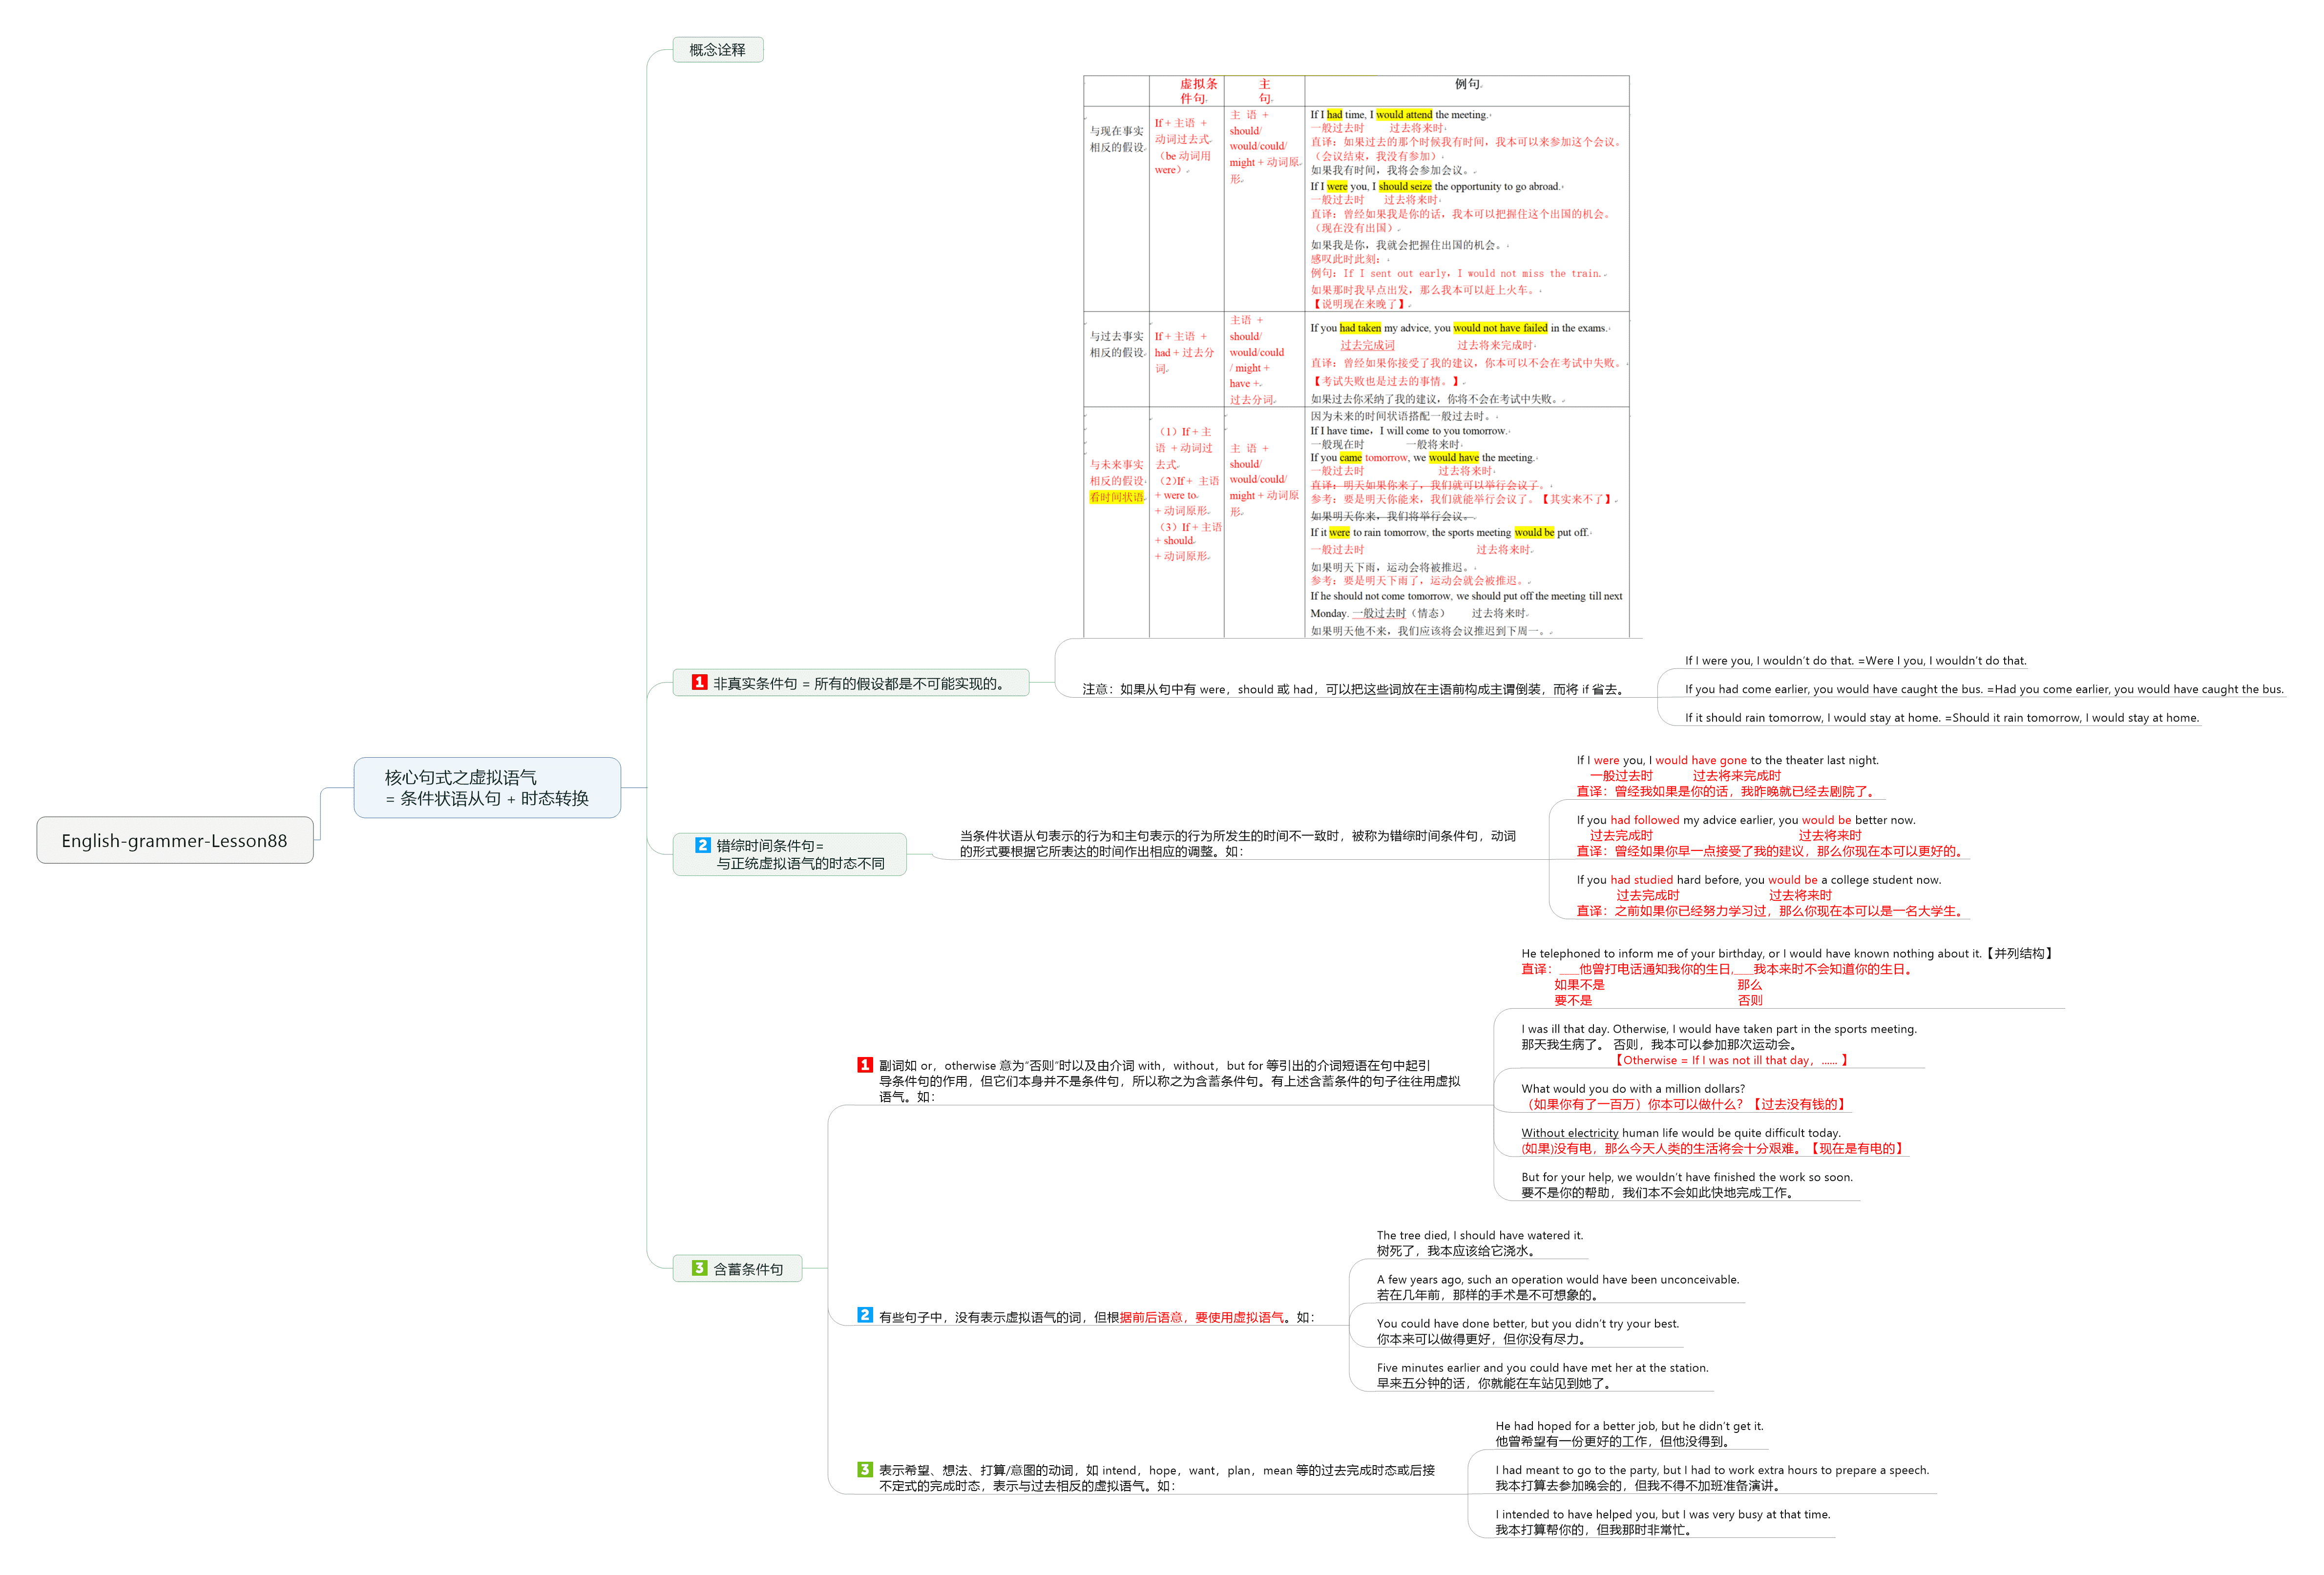 English-grammer-Lesson88
核心句式之虚拟语气
= 条件状语从句 + 时态转换
概念诠释
1 非真实条件句 = 所有的假设都是不可能实现的。
虚拟条
件句
主
句
例句
与现在事实
相反的假设
If + 主语 +
动词过去式
（be 动词用
were）
主 语 +
should/
would/could/
might + 动词原
形
If I had time, I would attend the meeting.
一般过去时 过去将来时
直译：如果过去的那个时候我有时间，我本可以来参加这个会议。
（会议结束，我没有参加）
如果我有时间，我将会参加会议。
If I were you, I should seize the opportunity to go abroad.
一般过去时 过去将来时
直译：曾经如果我是你的话，我本可以把握住这个出国的机会。
（现在没有出国）
如果我是你，我就会把握住出国的机会。
感叹此时此刻：
例句：If I sent out early, I would not miss the train.
如果那时我早点出发，那么我本可以赶上火车。
【说明现在来晚了】
与过去事实
相反的假设
If + 主语 +
had + 过去分
词
主语 +
should/
would/could
/ might +
have +
过去分词
If you had taken my advice, you would not have failed in the exams.
过去完成词 过去将来完成时
直译：曾经如果你接受了我的建议，你本可以不会在考试中失败。
【考试失败也是过去的事情。】
如果过去你采纳了我的建议，你将不会在考试中失败。
与未来事实
相反的假设
看时间状语
（1）If + 主
语 + 动词过
去式
（2)If + 主语
+ were to
+ 动词原形
（3）If + 主语
+ should
+ 动词原形
主 语 +
should/
would/could/
might + 动词原
形
因为未来的时间状语搭配一般过去时。
If I have time，I will come to you tomorrow.
一般现在时 一般将来时
If you came tomorrow, we would have the meeting.
一般过去时 过去将来时
直译：明天如果你来了，我们就可以举行会议了。
参考：要是明天你能来，我们就能举行会议了。【其实来不了】
如果明天你来，我们将举行会议。
If it were to rain tomorrow, the sports meeting would be put off.
一般过去时 过去将来时
如果明天下雨，运动会将被推迟。
参考：要是明天下雨了，运动会就会被推迟。
If he should not come tomorrow, we should put off the meeting till next
Monday. 一般过去时（情态） 过去将来时
如果明天他不来，我们应该将会议推迟到下周一。
注意：如果从句中有 were，should 或 had，可以把这些词放在主语前构成主谓倒装，而将 if 省去。
If I were you, I wouldn't do that. =Were I you, I wouldn't do that.
If you had come earlier, you would have caught the bus. =Had you come earlier, you would have caught the bus.
If it should rain tomorrow, I would stay at home. =Should it rain tomorrow, I would stay at home.
2 错综时间条件句=
与正统虚拟语气的时态不同
当条件状语从句表示的行为和主句表示的行为所发生的时间不一致时，被称为错综时间条件句，动词
的形式要根据它所表达的时间作出相应的调整。如：
If I were you, I would have gone to the theater last night.
一般过去时 过去将来完成时
直译：曾经我如果是你的话，我昨晚就已经去剧院了。
If you had followed my advice earlier, you would be better now.
过去完成时 过去将来时
直译：曾经如果你早一点接受了我的建议，那么你现在本可以更好的。
If you had studied hard before, you would be a college student now.
过去完成时 过去将来时
直译：之前如果你已经努力学习过，那么你现在本可以是一名大学生。
3 含蓄条件句
1 副词如 or，otherwise 意为“否则”时以及由介词 with，without，but for 等引出的介词短语在句中起引
导条件句的作用，但它们本身并不是条件句，所以称之为含蓄条件句。有上述含蓄条件的句子往往用虚拟
语气。如：
He telephoned to inform me of your birthday, or I would have known nothing about it.【并列结构】
直译：___他曾打电话通知我你的生日,___我本来时不会知道你的生日。
如果不是 那么
要不是 否则
I was ill that day. Otherwise, I would have taken part in the sports meeting.
那天我生病了。 否则，我本可以参加那次运动会。
【Otherwise = If I was not ill that day，...... 】
What would you do with a million dollars?
（如果你有了一百万）你本可以做什么？【过去没有钱的】
Without electricity human life would be quite difficult today.
(如果)没有电，那么今天人类的生活将会十分艰难。【现在是有电的】
But for your help, we wouldn't have finished the work so soon.
要不是你的帮助，我们本不会如此快地完成工作。
2 有些句子中，没有表示虚拟语气的词，但根据前后语意，要使用虚拟语气。如：
The tree died, I should have watered it.
树死了，我本应该给它浇水。
A few years ago, such an operation would have been unconceivable.
若在几年前，那样的手术是不可想象的。
You could have done better, but you didn't try your best.
你本来可以做得更好，但你没有尽力。
Five minutes earlier and you could have met her at the station.
早来五分钟的话，你就能在车站见到她了。
3 表示希望、想法、打算/意图的动词，如 intend，hope，want，plan，mean 等的过去完成时态或后接
不定式的完成时态，表示与过去相反的虚拟语气。如：
He had hoped for a better job, but he didn't get it.
他曾希望有一份更好的工作，但他没得到。
I had meant to go to the party, but I had to work extra hours to prepare a speech.
我本打算去参加晚会的，但我不得不加班准备演讲。
I intended to have helped you, but I was very busy at that time.
我本打算帮你的，但我那时非常忙。